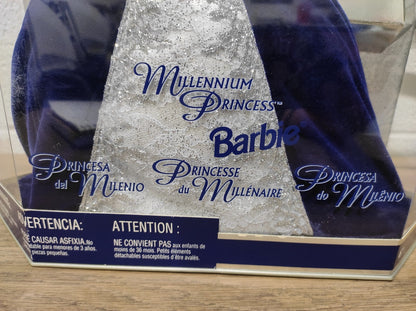 MILLENNIUM
PRINCESS™
Barbie
PRINCESA
del MILENIO
PRINCESSE
du MILLÉNAIRE
PRINCESA
do MILÊNIO
VERTENCIA:
E CAUSAR ASFIXIA. No
dable para menores de 3 años.
piezas pequeñas.
ATTENTION :
NE CONVIENT PAS aux enfants de
moins de 36 mois. Petits éléments
détachables susceptibles d'être avalés.